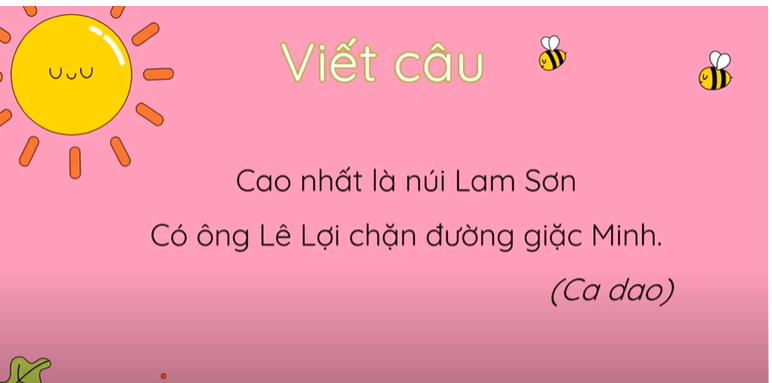 Viết câu
Cao nhất là núi Lam Sơn
Có ông Lê Lợi chặn đường giặc Minh.
(Ca dao)